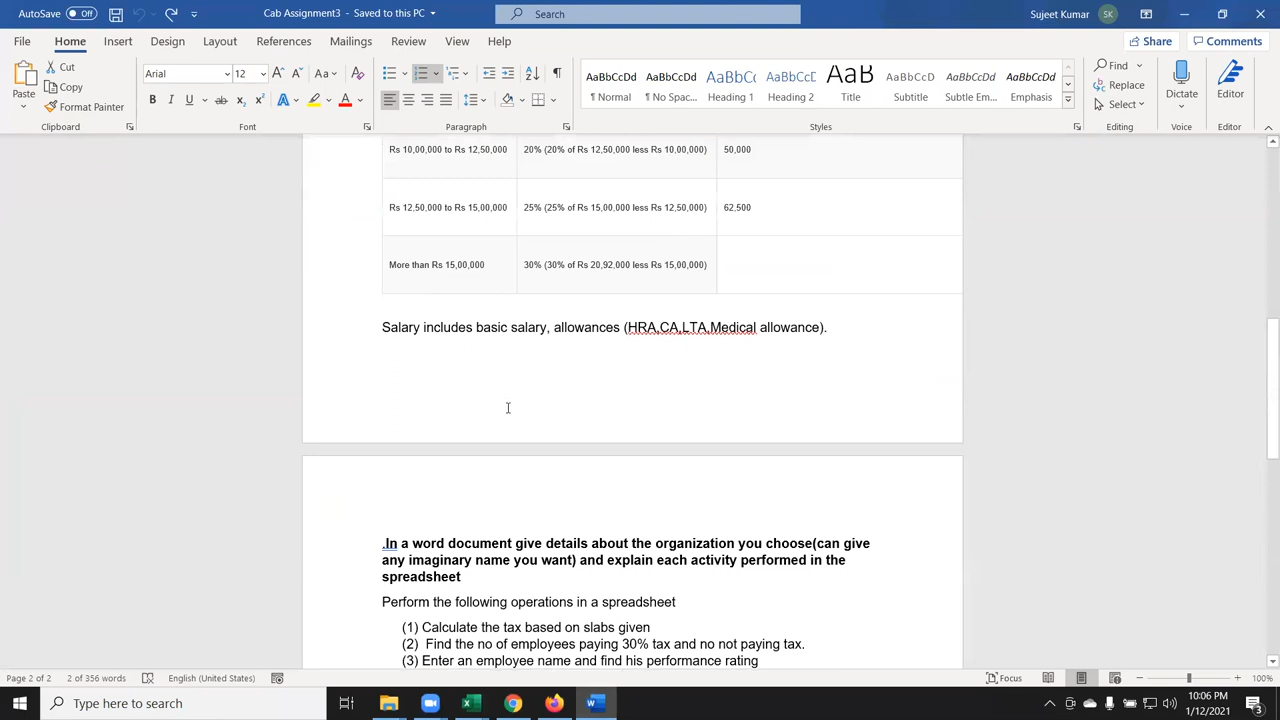 AutoSave Off
Cab Assignment3 - Saved to this PC
Search
Sujeet Kumar SK
File Home Insert Draw Design Layout References Mailings Review View Help
Share Comments
Paste
Cut
Copy
Format Painter
Clipboard
Arial
Font
Paragraph
AaBbCcDd AaBbCcDd AaBbC AaBbCcD AaB AaBbCcD AaBbCcDd AaBbCcDd
¶ Normal ¶ No Spac... Heading 1 Heading 2 Title Subtitle Subtle Em... Emphasis
Styles
Find
Replace
Select
Editing
Dictate
Voice
Editor
Editor
Rs 10,00,000 to Rs 12,50,000 20% (20% of Rs 12,50,000 less Rs 10,00,000) 50,000
Rs 12,50,000 to Rs 15,00,000 25% (25% of Rs 15,00,000 less Rs 12,50,000) 62,500
More than Rs 15,00,000 30% (30% of Rs 20,92,000 less Rs 15,00,000)
Salary includes basic salary, allowances (HRA,CA,LTA,Medical allowance).
.In a word document give details about the organization you choose(can give
any imaginary name you want) and explain each activity performed in the
spreadsheet
Perform the following operations in a spreadsheet
(1) Calculate the tax based on slabs given
(2) Find the no of employees paying 30% tax and no not paying tax.
(3) Enter an employee name and find his performance rating
Page 2 of 2 2 of 356 words English (United States)
Focus
100%
Type here to search
10:06 PM
1/12/2021
3